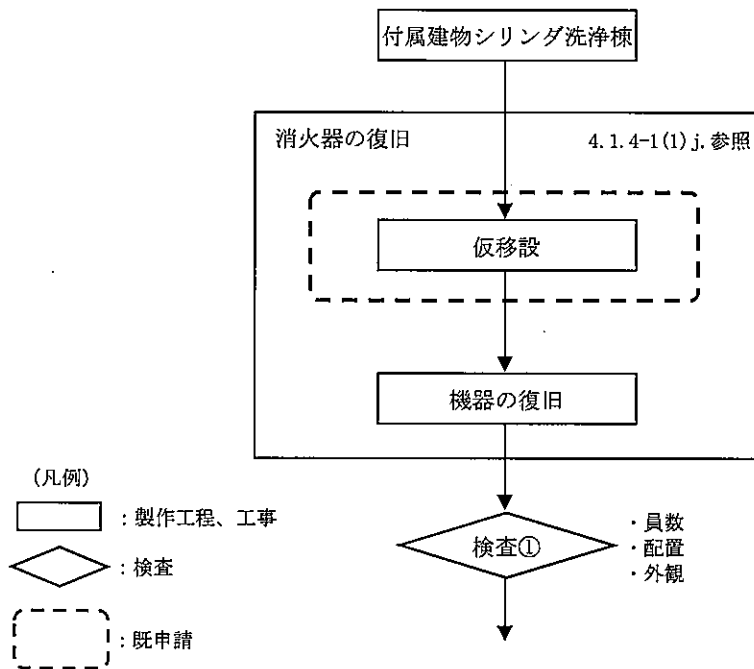 付属建物シリンダ洗浄棟
消火器の復旧
4.1.4-1(1)j.参照
仮移設
機器の復旧
検査①
・員数
・配置
・外観
(凡例)
：製作工程、工事
：検査
：既申請